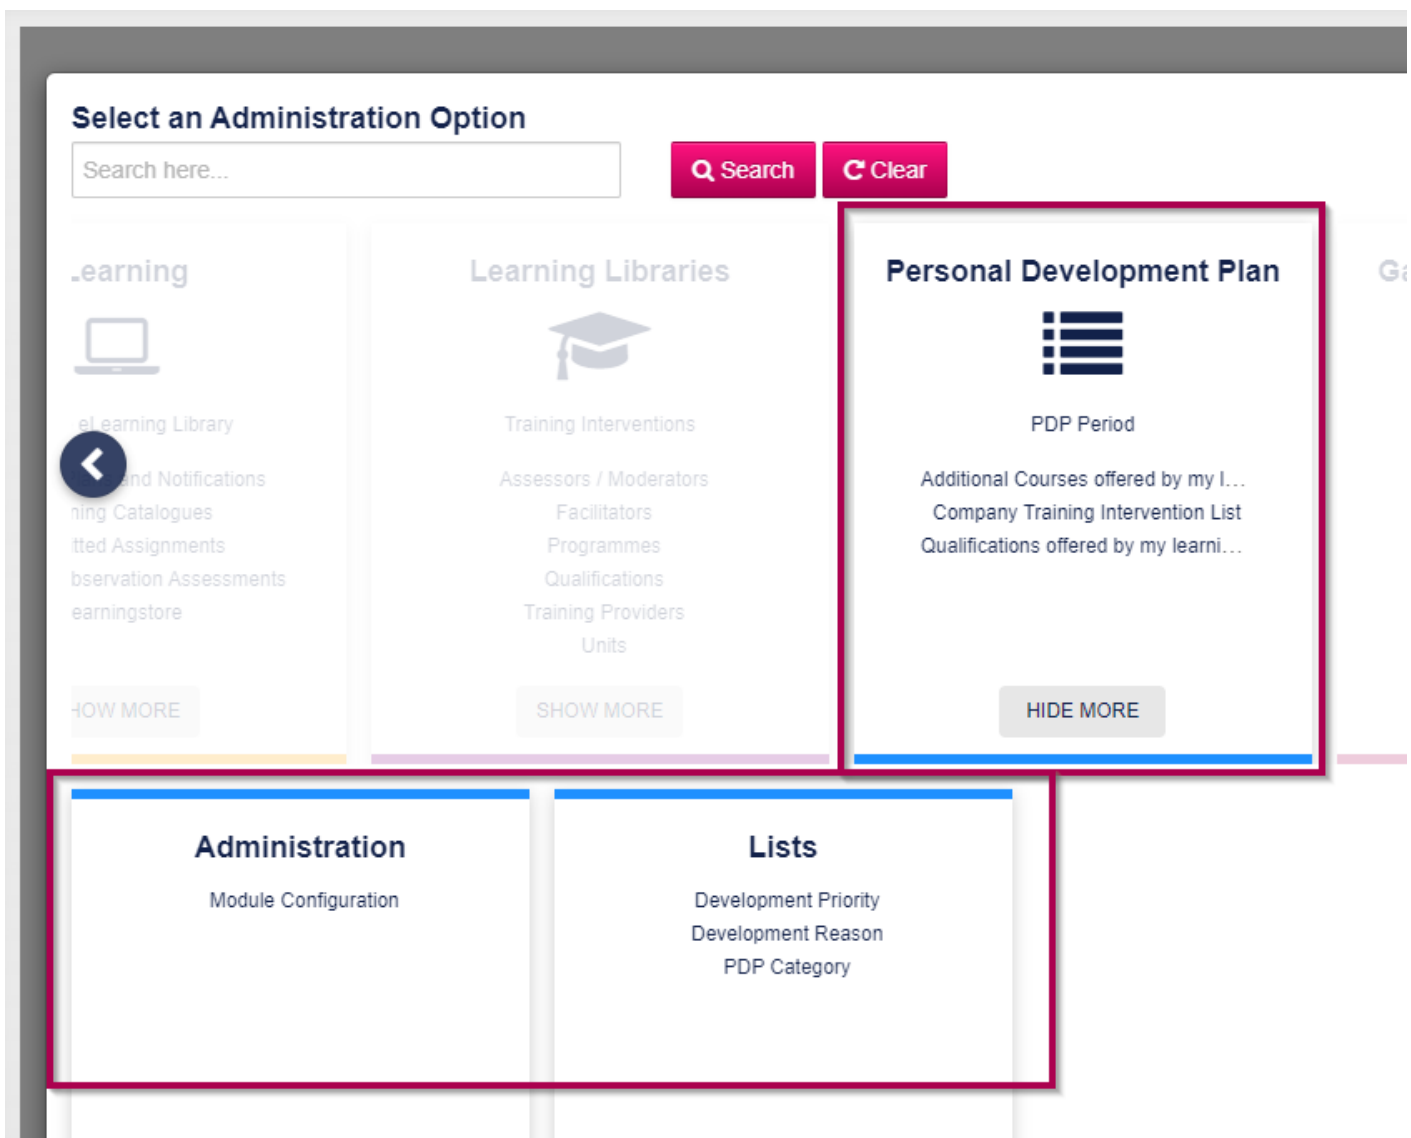 Select an Administration Option
Search here...
Search
Clear
earning
eLearning Library
and Notifications
ning Catalogues
tted Assignments
bservation Assessments
earningstore
HOW MORE
Learning Libraries
Training Interventions
Assessors / Moderators
Facilitators
Programmes
Qualifications
Training Providers
Units
SHOW MORE
Personal Development Plan
PDP Period
Additional Courses offered by my l...
Company Training Intervention List
Qualifications offered by my learni...
HIDE MORE
Ga
Administration
Module Configuration
Lists
Development Priority
Development Reason
PDP Category